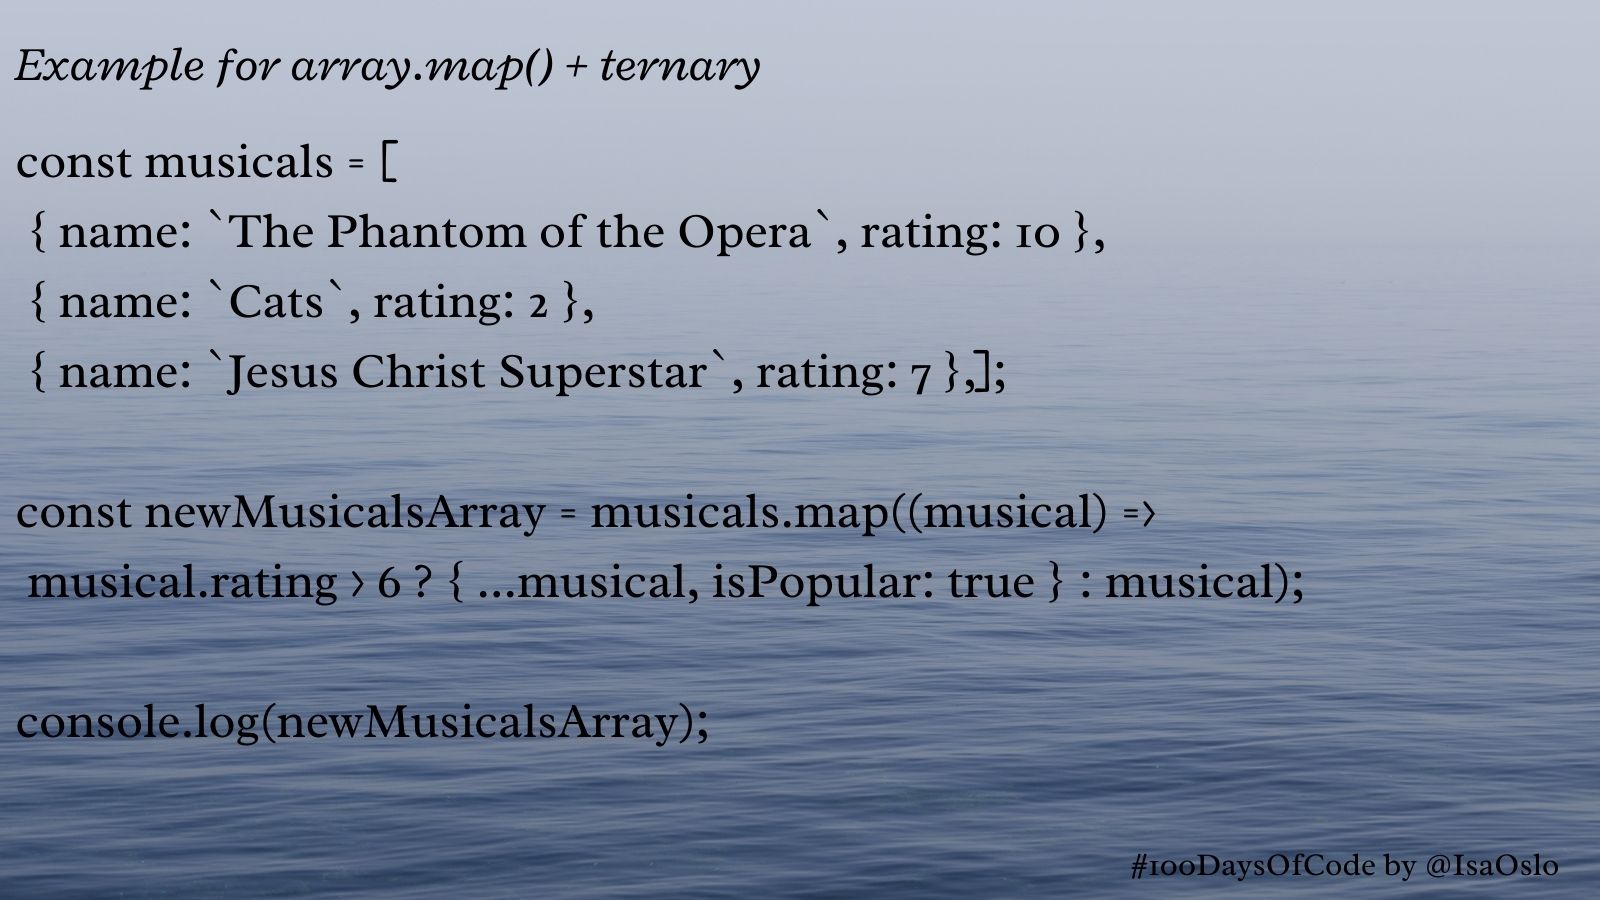 Example for array.map() + ternary
const musicals = [
{ name: `The Phantom of the Opera`, rating: 10 },
{ name: `Cats`, rating: 2 },
{ name: `Jesus Christ Superstar`, rating: 7 },];
const newMusicalsArray = musicals.map((musical) =>
musical.rating > 6 ? { ...musical, isPopular: true } : musical);
console.log(newMusicalsArray);
#100DaysOfCode by @IsaOslo